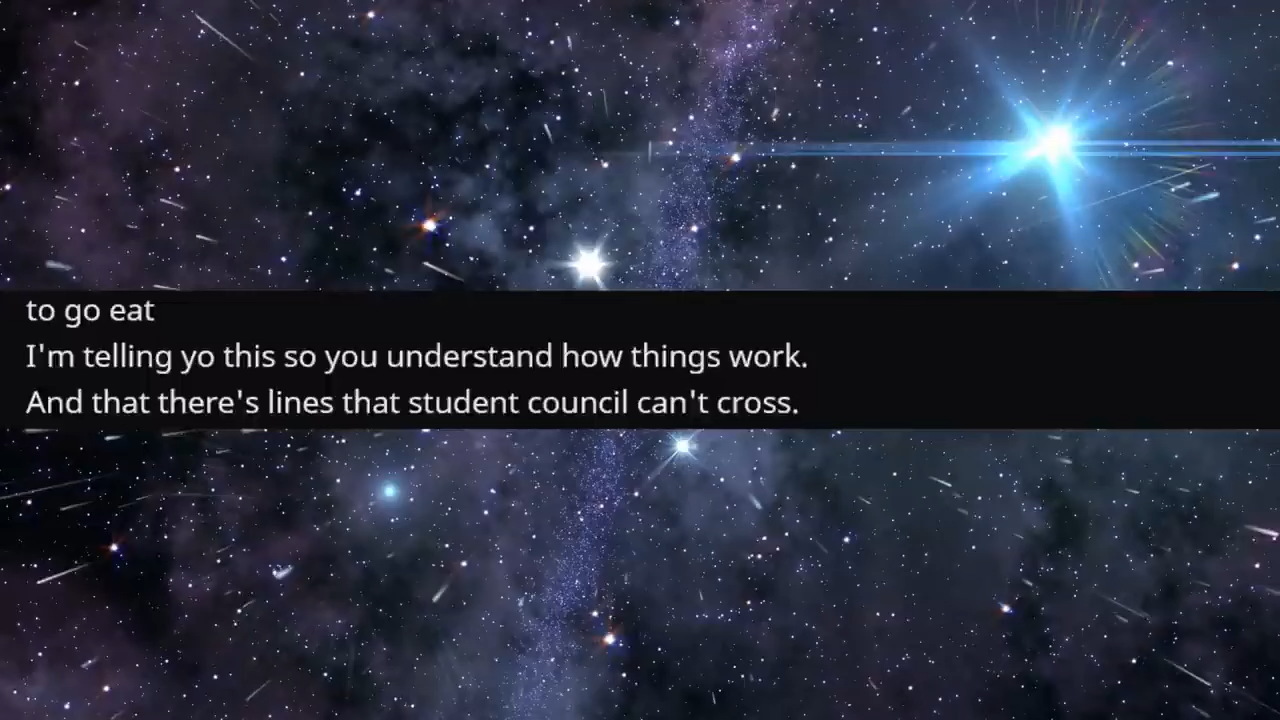 to go eat
I'm telling yo this so you understand how things work.
And that there's lines that student council can't cross.